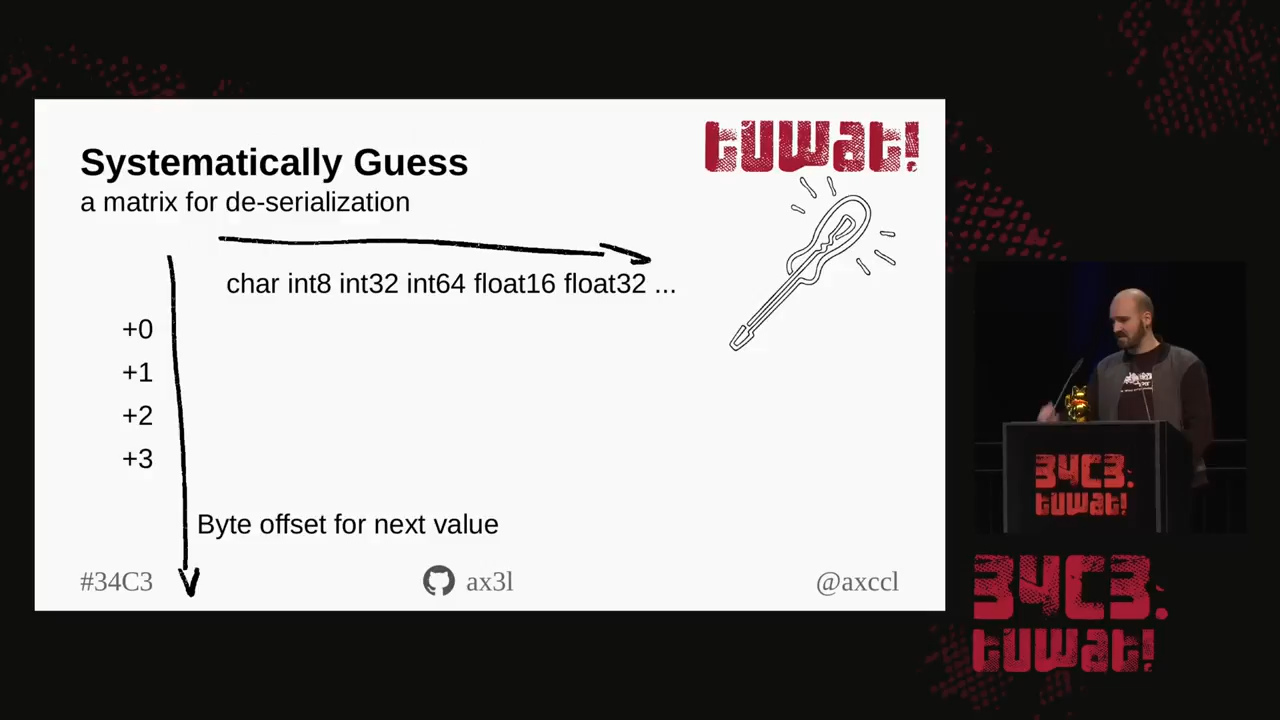 tuwat!
Systematically Guess
a matrix for de-serialization
char int8 int32 int64 float16 float32 ...
+0
+1
+2
+3
Byte offset for next value
#34C3
ax3l
@axccl
34C3.
tuwat!
34C3.
tuwat!